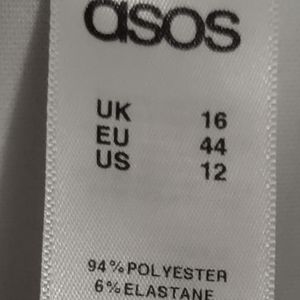 asos
UK 16
EU 44
US 12
94% POLYESTER
6% ELASTANE